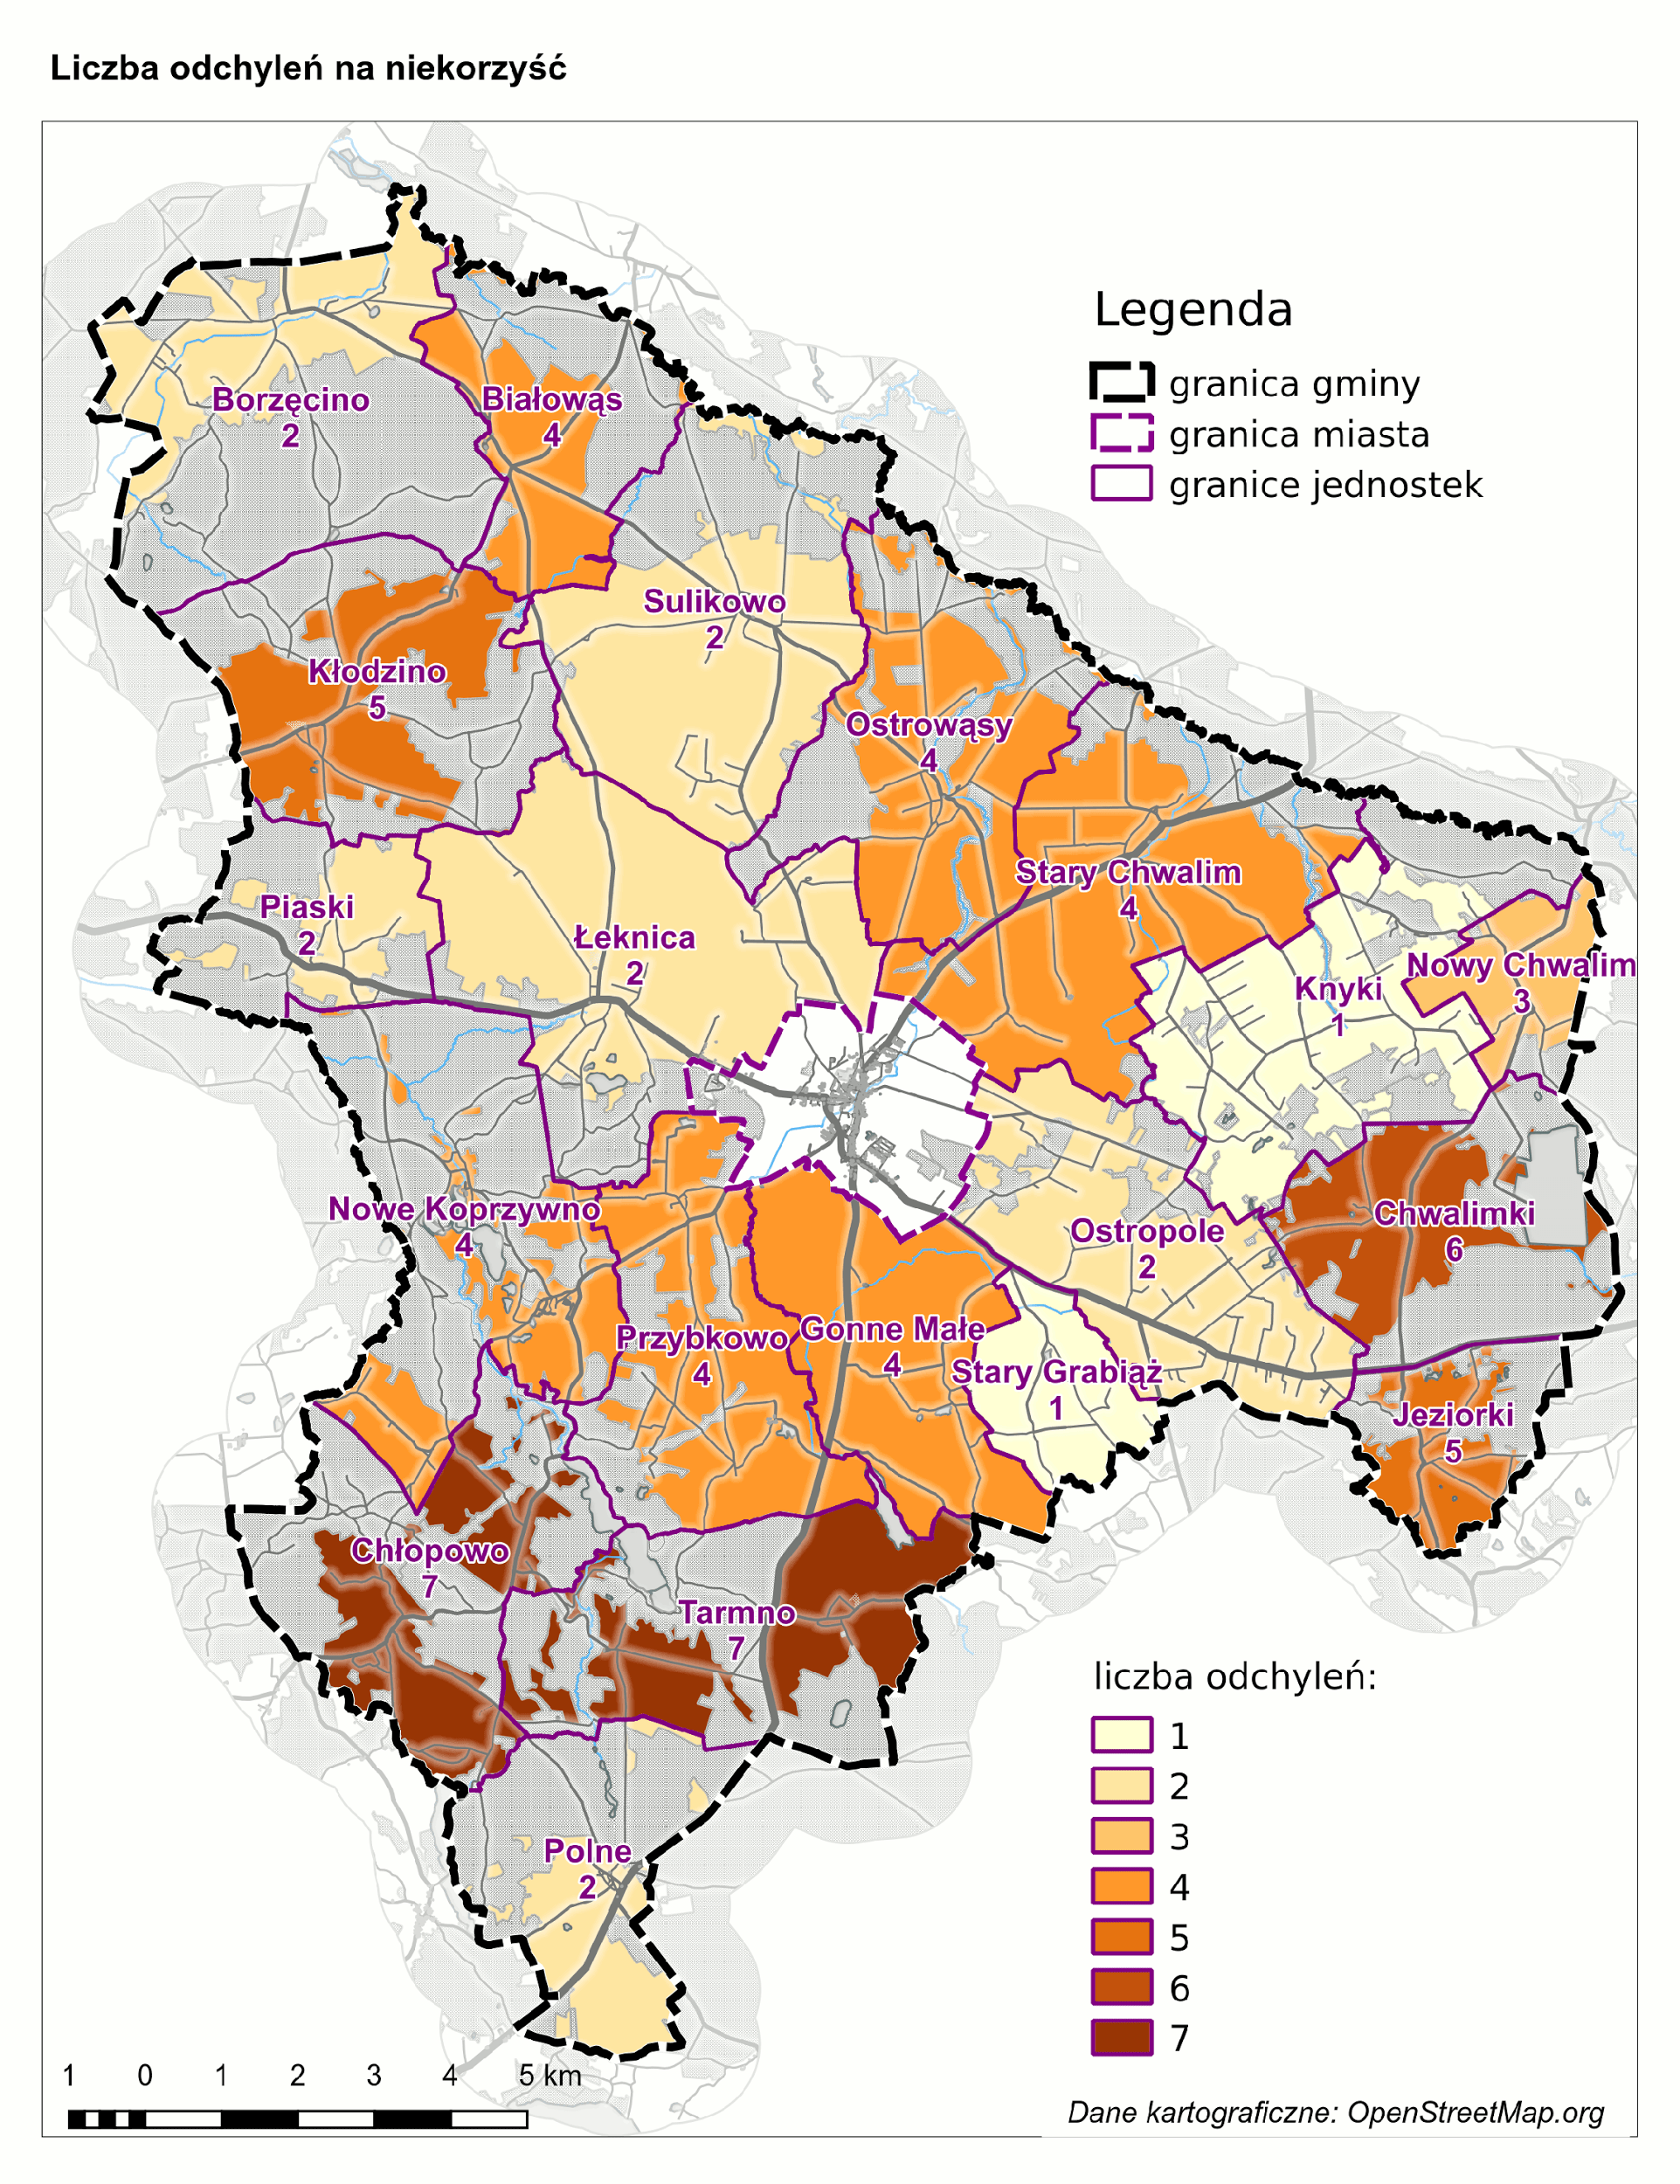 Liczba odchyleń na niekorzyść
Legenda
granica gminy
granica miasta
granice jednostek
Borzęcino
2
Białowąs
4
Sulikowo
2
Kłodzino
5
Ostrowąsy
4
Stary Chwalim
4
Piaski
2
Łeknica
2
Nowy Chwalim
3
Knyki
1
Nowe Koprzywno
4
Chwalimki
6
Ostropole
2
Przybkowo
4
Gonne Małe
4
Stary Grabiąż
1
Jeziorki
5
Chłopowo
7
Tarmno
7
Polne
2
liczba odchyleń:
1
2
3
4
5
6
7
1 0 1 2 3 4 5 km
Dane kartograficzne: OpenStreetMap.org